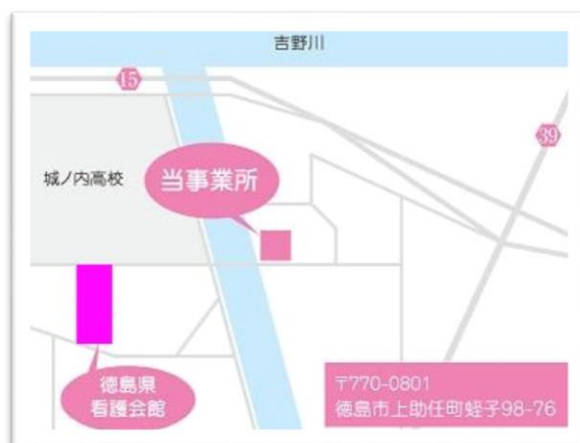 吉野川
15
39
城ノ内高校
当事業所
徳島県
看護会館
〒770-0801
徳島市上助任町蛭子98-76